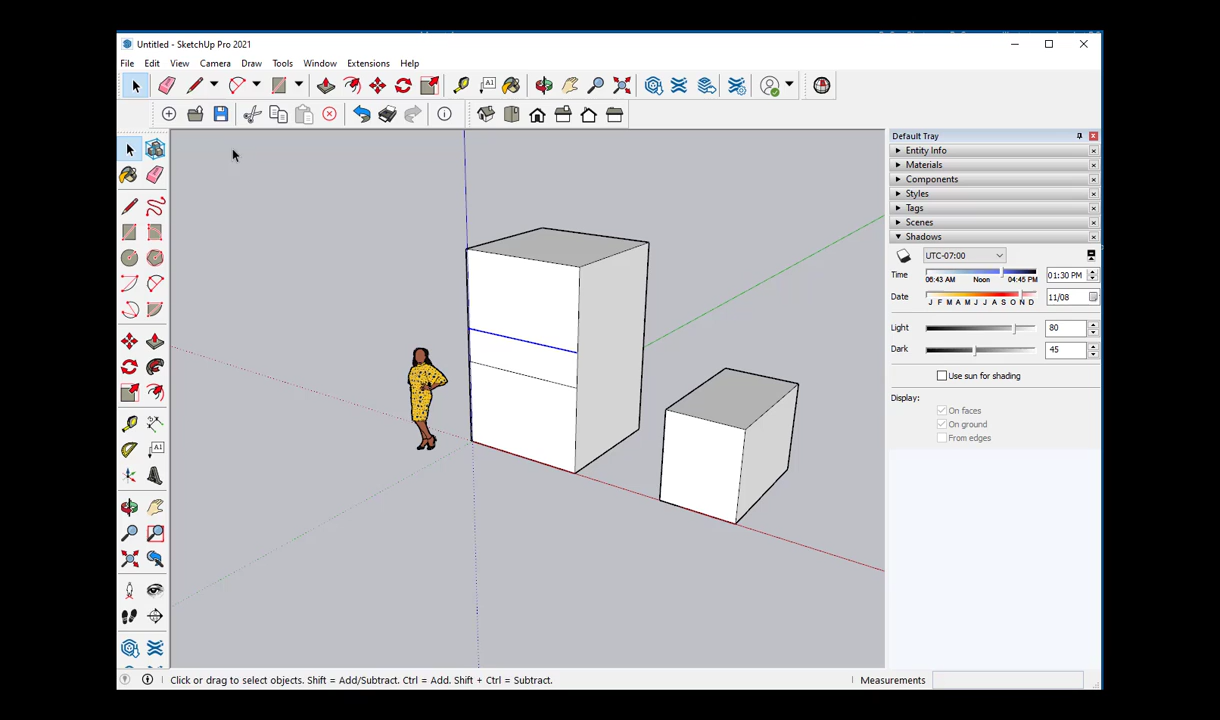 Untitled - SketchUp Pro 2021
File Edit View Camera Draw Tools Window Extensions Help
A1
Default Tray
Entity Info
Materials
Components
Styles
Tags
Scenes
Shadows
UTC-07:00
Time 06:43 AM Noon 04:45 PM 01:30 PM
Date J F M A M J J A S O N D 11/08
Light 80
Dark 45
Use sun for shading
Display:
On faces
On ground
From edges
A1
Click or drag to select objects. Shift = Add/Subtract. Ctrl = Add. Shift + Ctrl = Subtract. Measurements